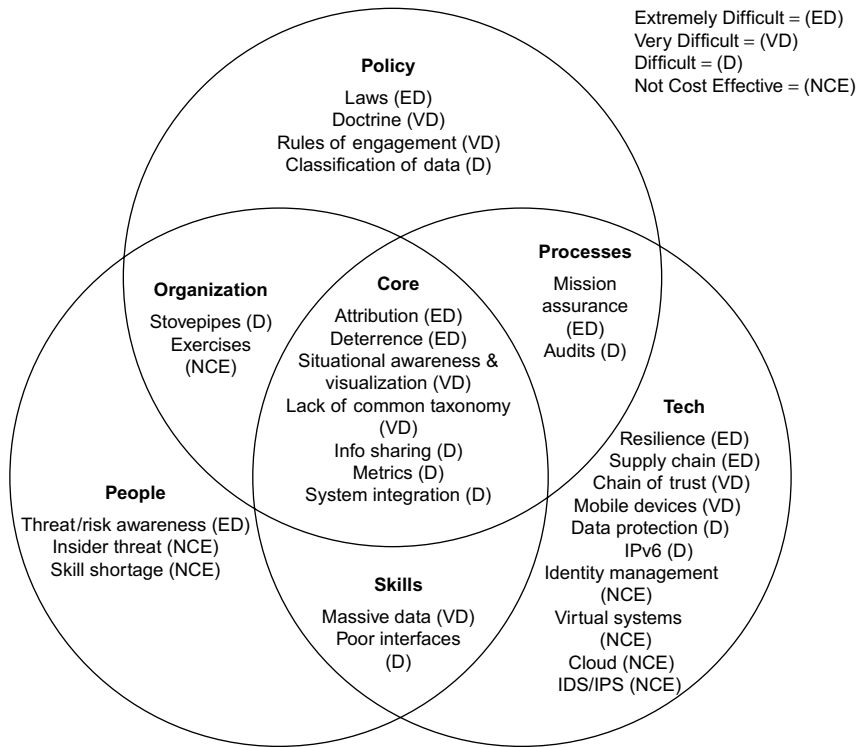 Extremely Difficult = (ED)
Very Difficult = (VD)
Difficult = (D)
Not Cost Effective = (NCE)
Policy
Laws (ED)
Doctrine (VD)
Rules of engagement (VD)
Classification of data (D)
Organization
Stovepipes (D)
Exercises
(NCE)
Core
Attribution (ED)
Deterrence (ED)
Situational awareness &
visualization (VD)
Lack of common taxonomy
(VD)
Info sharing (D)
Metrics (D)
System integration (D)
Processes
Mission
assurance
(ED)
Audits (D)
People
Threat/risk awareness (ED)
Insider threat (NCE)
Skill shortage (NCE)
Skills
Massive data (VD)
Poor interfaces
(D)
Tech
Resilience (ED)
Supply chain (ED)
Chain of trust (VD)
Mobile devices (VD)
Data protection (D)
IPv6 (D)
Identity management
(NCE)
Virtual systems
(NCE)
Cloud (NCE)
IDS/IPS (NCE)